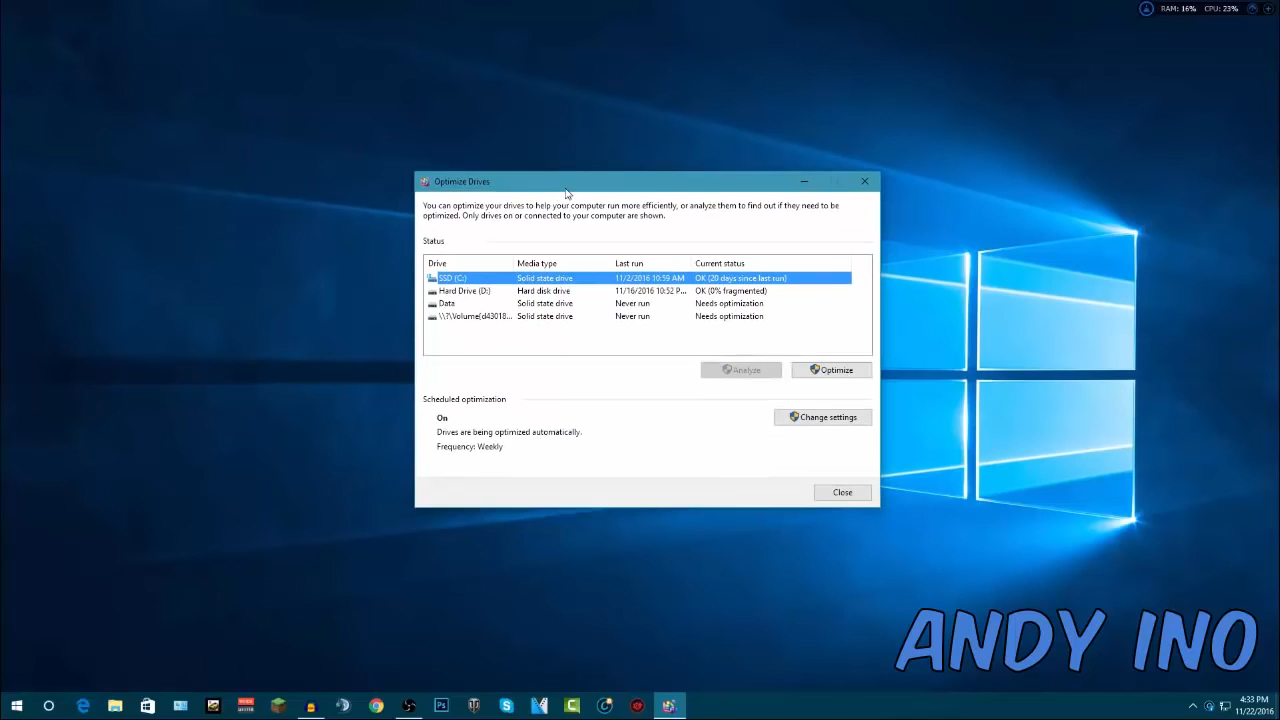 RAM: 16% CPU: 23%
Optimize Drives
You can optimize your drives to help your computer run more efficiently, or analyze them to find out if they need to be
optimized. Only drives on or connected to your computer are shown.
Status
Drive Media type Last run Current status
SSD (C:) Solid state drive 11/2/2016 10:59 AM OK (20 days since last run)
Hard Drive (D:) Hard disk drive 11/16/2016 10:52 P... OK (0% fragmented)
Data Solid state drive Never run Needs optimization
\\?\Volume{d43018... Solid state drive Never run Needs optimization
Analyze Optimize
Scheduled optimization
On
Change settings
Drives are being optimized automatically.
Frequency: Weekly
Close
ANDY INO
4:33 PM
11/22/2016